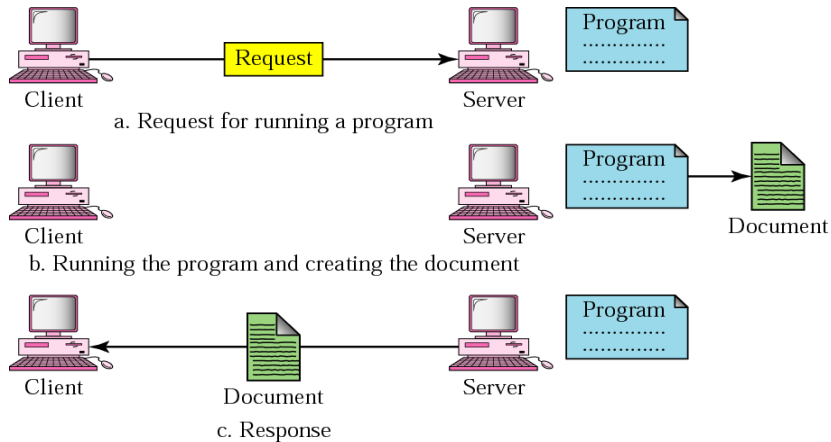 Program
..............
..............
Request
Client
Server
a. Request for running a program
Program
..............
..............
Client
Server
Document
b. Running the program and creating the document
Program
..............
..............
Client
Document
Server
c. Response